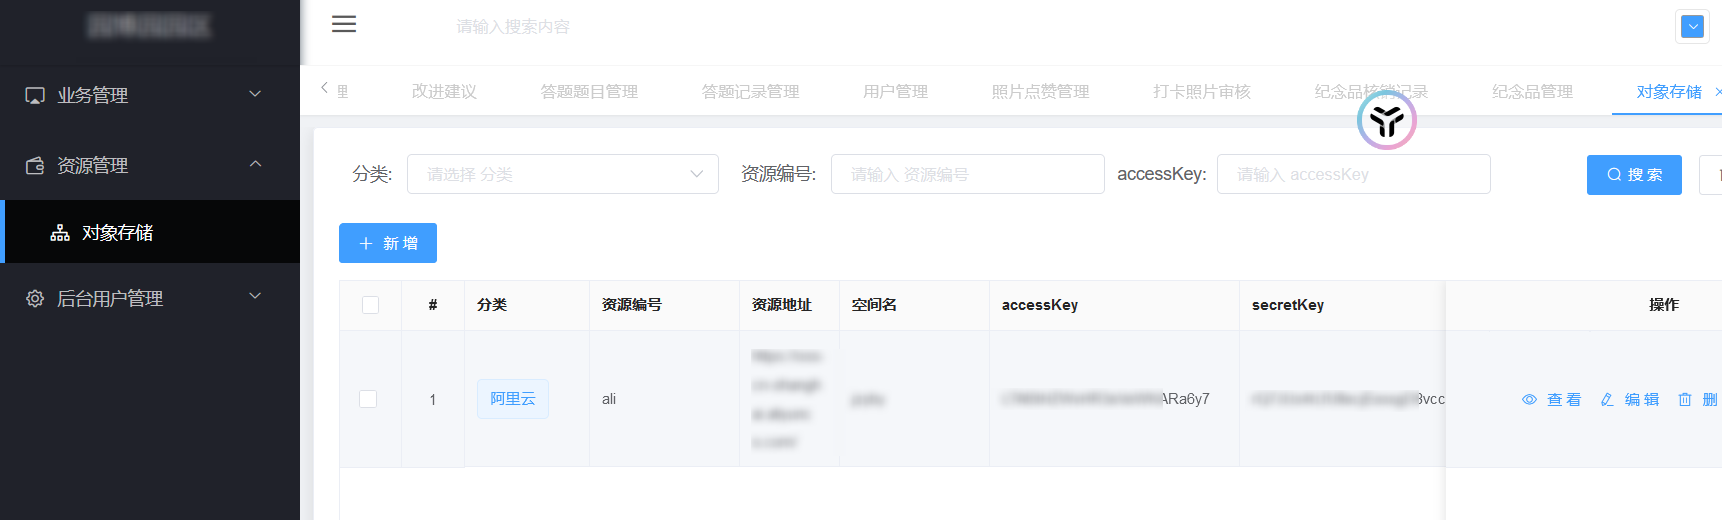 请输入搜索内容
业务管理
资源管理
对象存储
后台用户管理
理 改进建议 答题题目管理 答题记录管理 用户管理 照片点赞管理 打卡照片审核 纪念品核销记录 纪念品管理 对象存储
分类: 请选择 分类 资源编号: 请输入 资源编号 accessKey: 请输入 accessKey 搜索
新增
# 分类 资源编号 资源地址 空间名 accessKey secretKey 操作
1 阿里云 ali ARa6y7 3vcc 查看 编辑 删